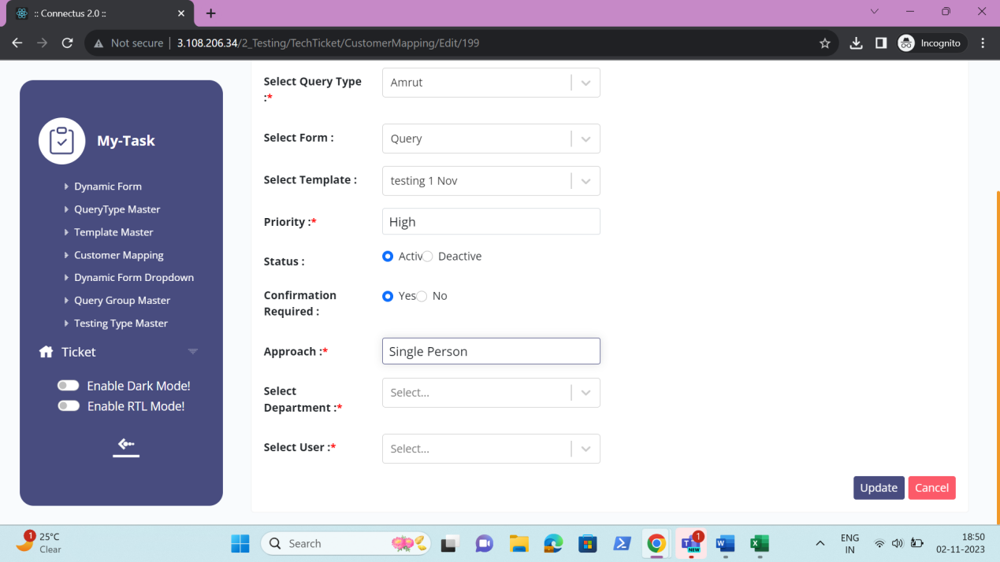 :: Connectus 2.0 ::
Not secure 3.108.206.34/2_Testing/TechTicket/CustomerMapping/Edit/199
Incognito
My-Task
Dynamic Form
QueryType Master
Template Master
Customer Mapping
Dynamic Form Dropdown
Query Group Master
Testing Type Master
Ticket
Enable Dark Mode!
Enable RTL Mode!
Select Query Type
:*
Amrut
Select Form :
Query
Select Template :
testing 1 Nov
Priority :*
High
Status :
Activ Deactive
Confirmation
Required :
Yes No
Approach :*
Single Person
Select
Department :*
Select...
Select User :*
Select...
Update Cancel
1
25°C
Clear
Search
1
NEW
ENG
IN
18:50
02-11-2023